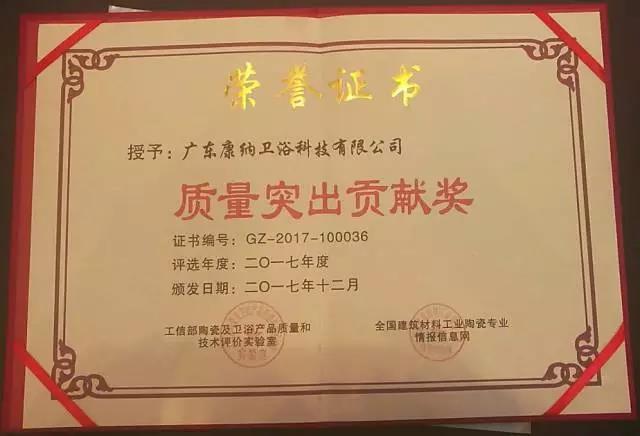 荣誉证书
授予：广东康纳卫浴科技有限公司
质量突出贡献奖
证书编号：GZ-2017-100036
评选年度：二〇一七年度
颁发日期：二〇一七年十二月
工信部陶瓷及卫浴产品质量和
技术评价实验室
全国建筑材料工业陶瓷专业
情报信息网